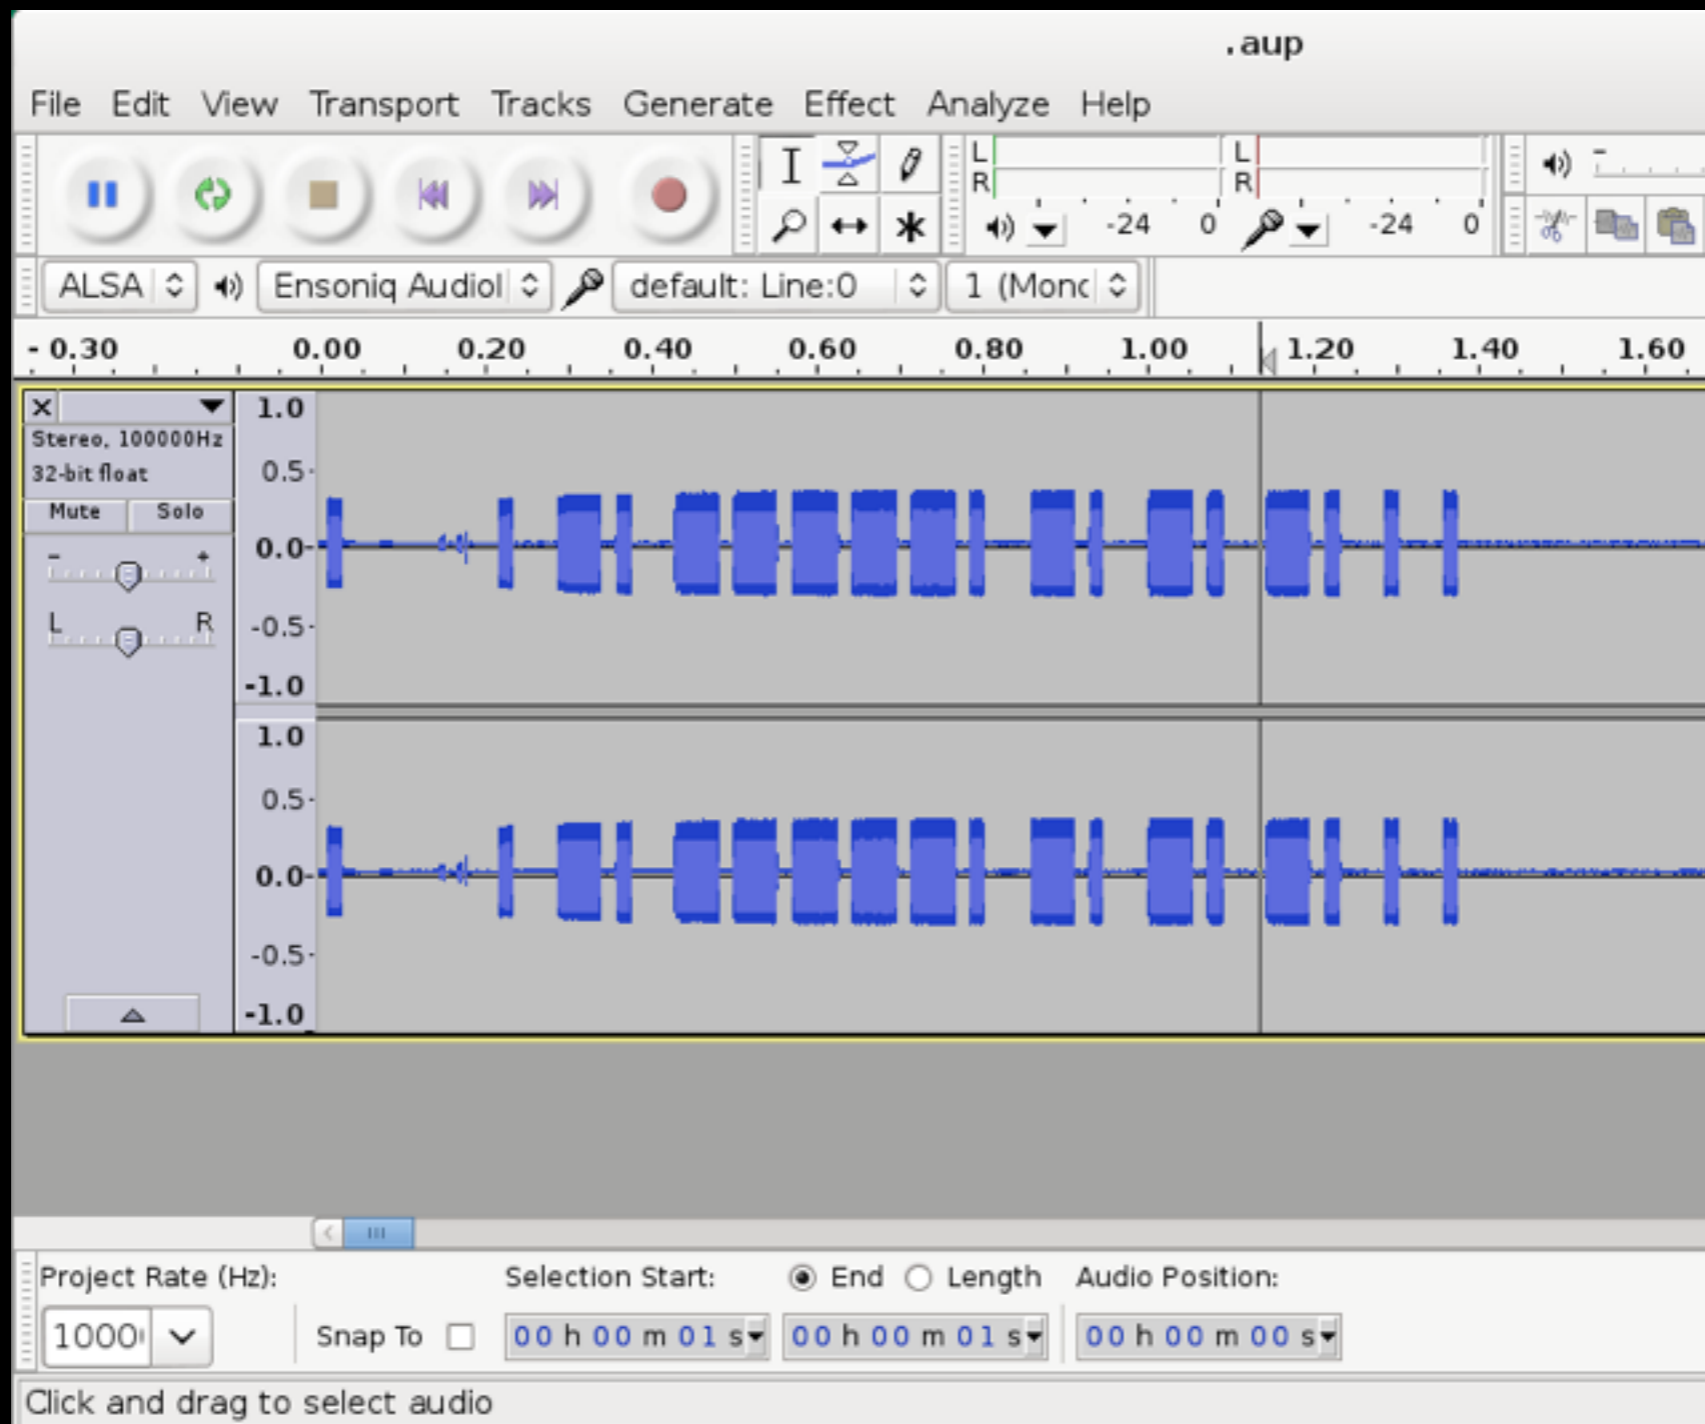 .aup
File Edit View Transport Tracks Generate Effect Analyze Help
L L
R R
-24 0 -24 0
ALSA Ensoniq Audiol default: Line:0 1 (Monc
- 0.30 0.00 0.20 0.40 0.60 0.80 1.00 1.20 1.40 1.60
1.0
Stereo, 100000Hz
0.5
32-bit float
Mute Solo
0.0
- +
L R
-0.5
-1.0
1.0
0.5
0.0
-0.5
-1.0
Project Rate (Hz): Selection Start: End Length Audio Position:
1000 Snap To 00 h 00 m 01 s 00 h 00 m 01 s 00 h 00 m 00 s
Click and drag to select audio